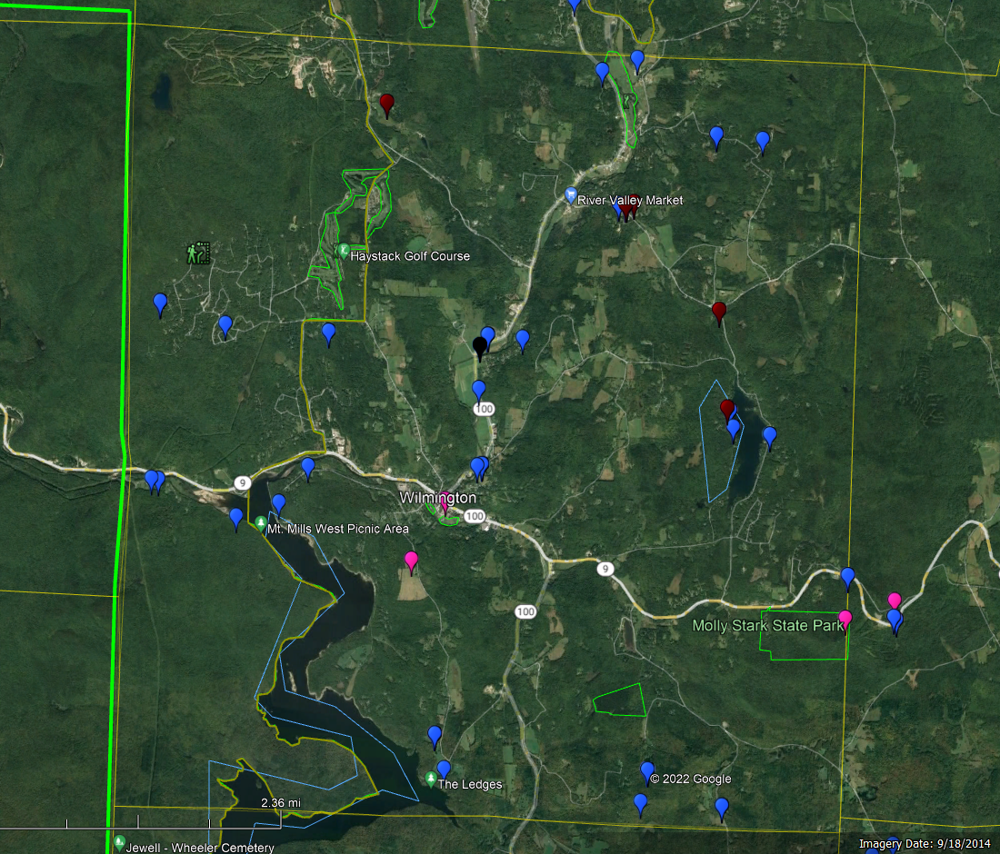 River Valley Market
Haystack Golf Course
100
9
Wilmington
100
Mt. Mills West Picnic Area
9
100
Molly Stark State Park
© 2022 Google
The Ledges
2.36 mi
Jewell - Wheeler Cemetery
Imagery Date: 9/18/2014